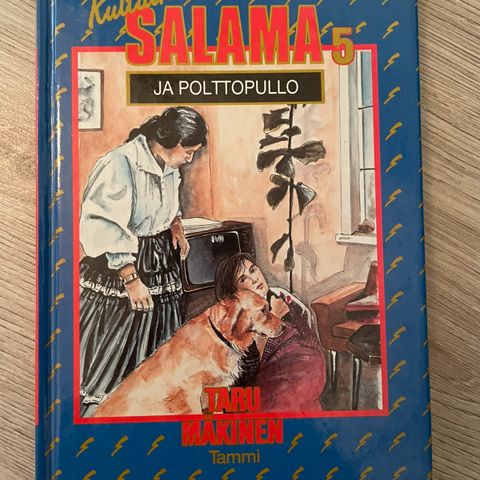 SALAMA 5
JA POLTTOPULLO
TARU
MÄKINEN
Tammi